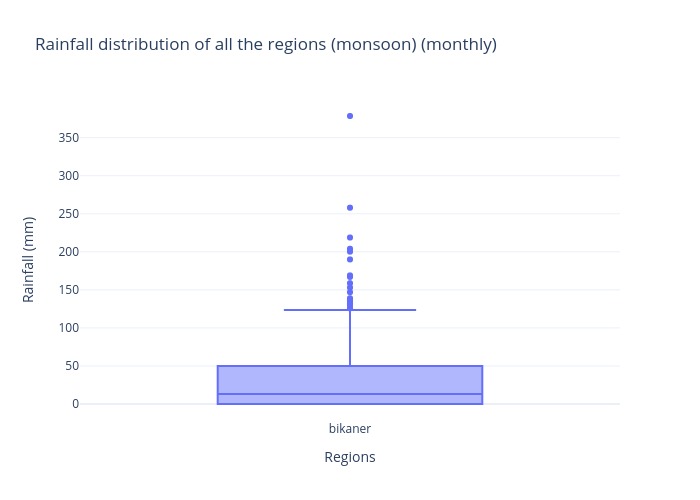 Rainfall distribution of all the regions (monsoon) (monthly)
350
300
250
200
150
100
50
0
Rainfall (mm)
bikaner
Regions